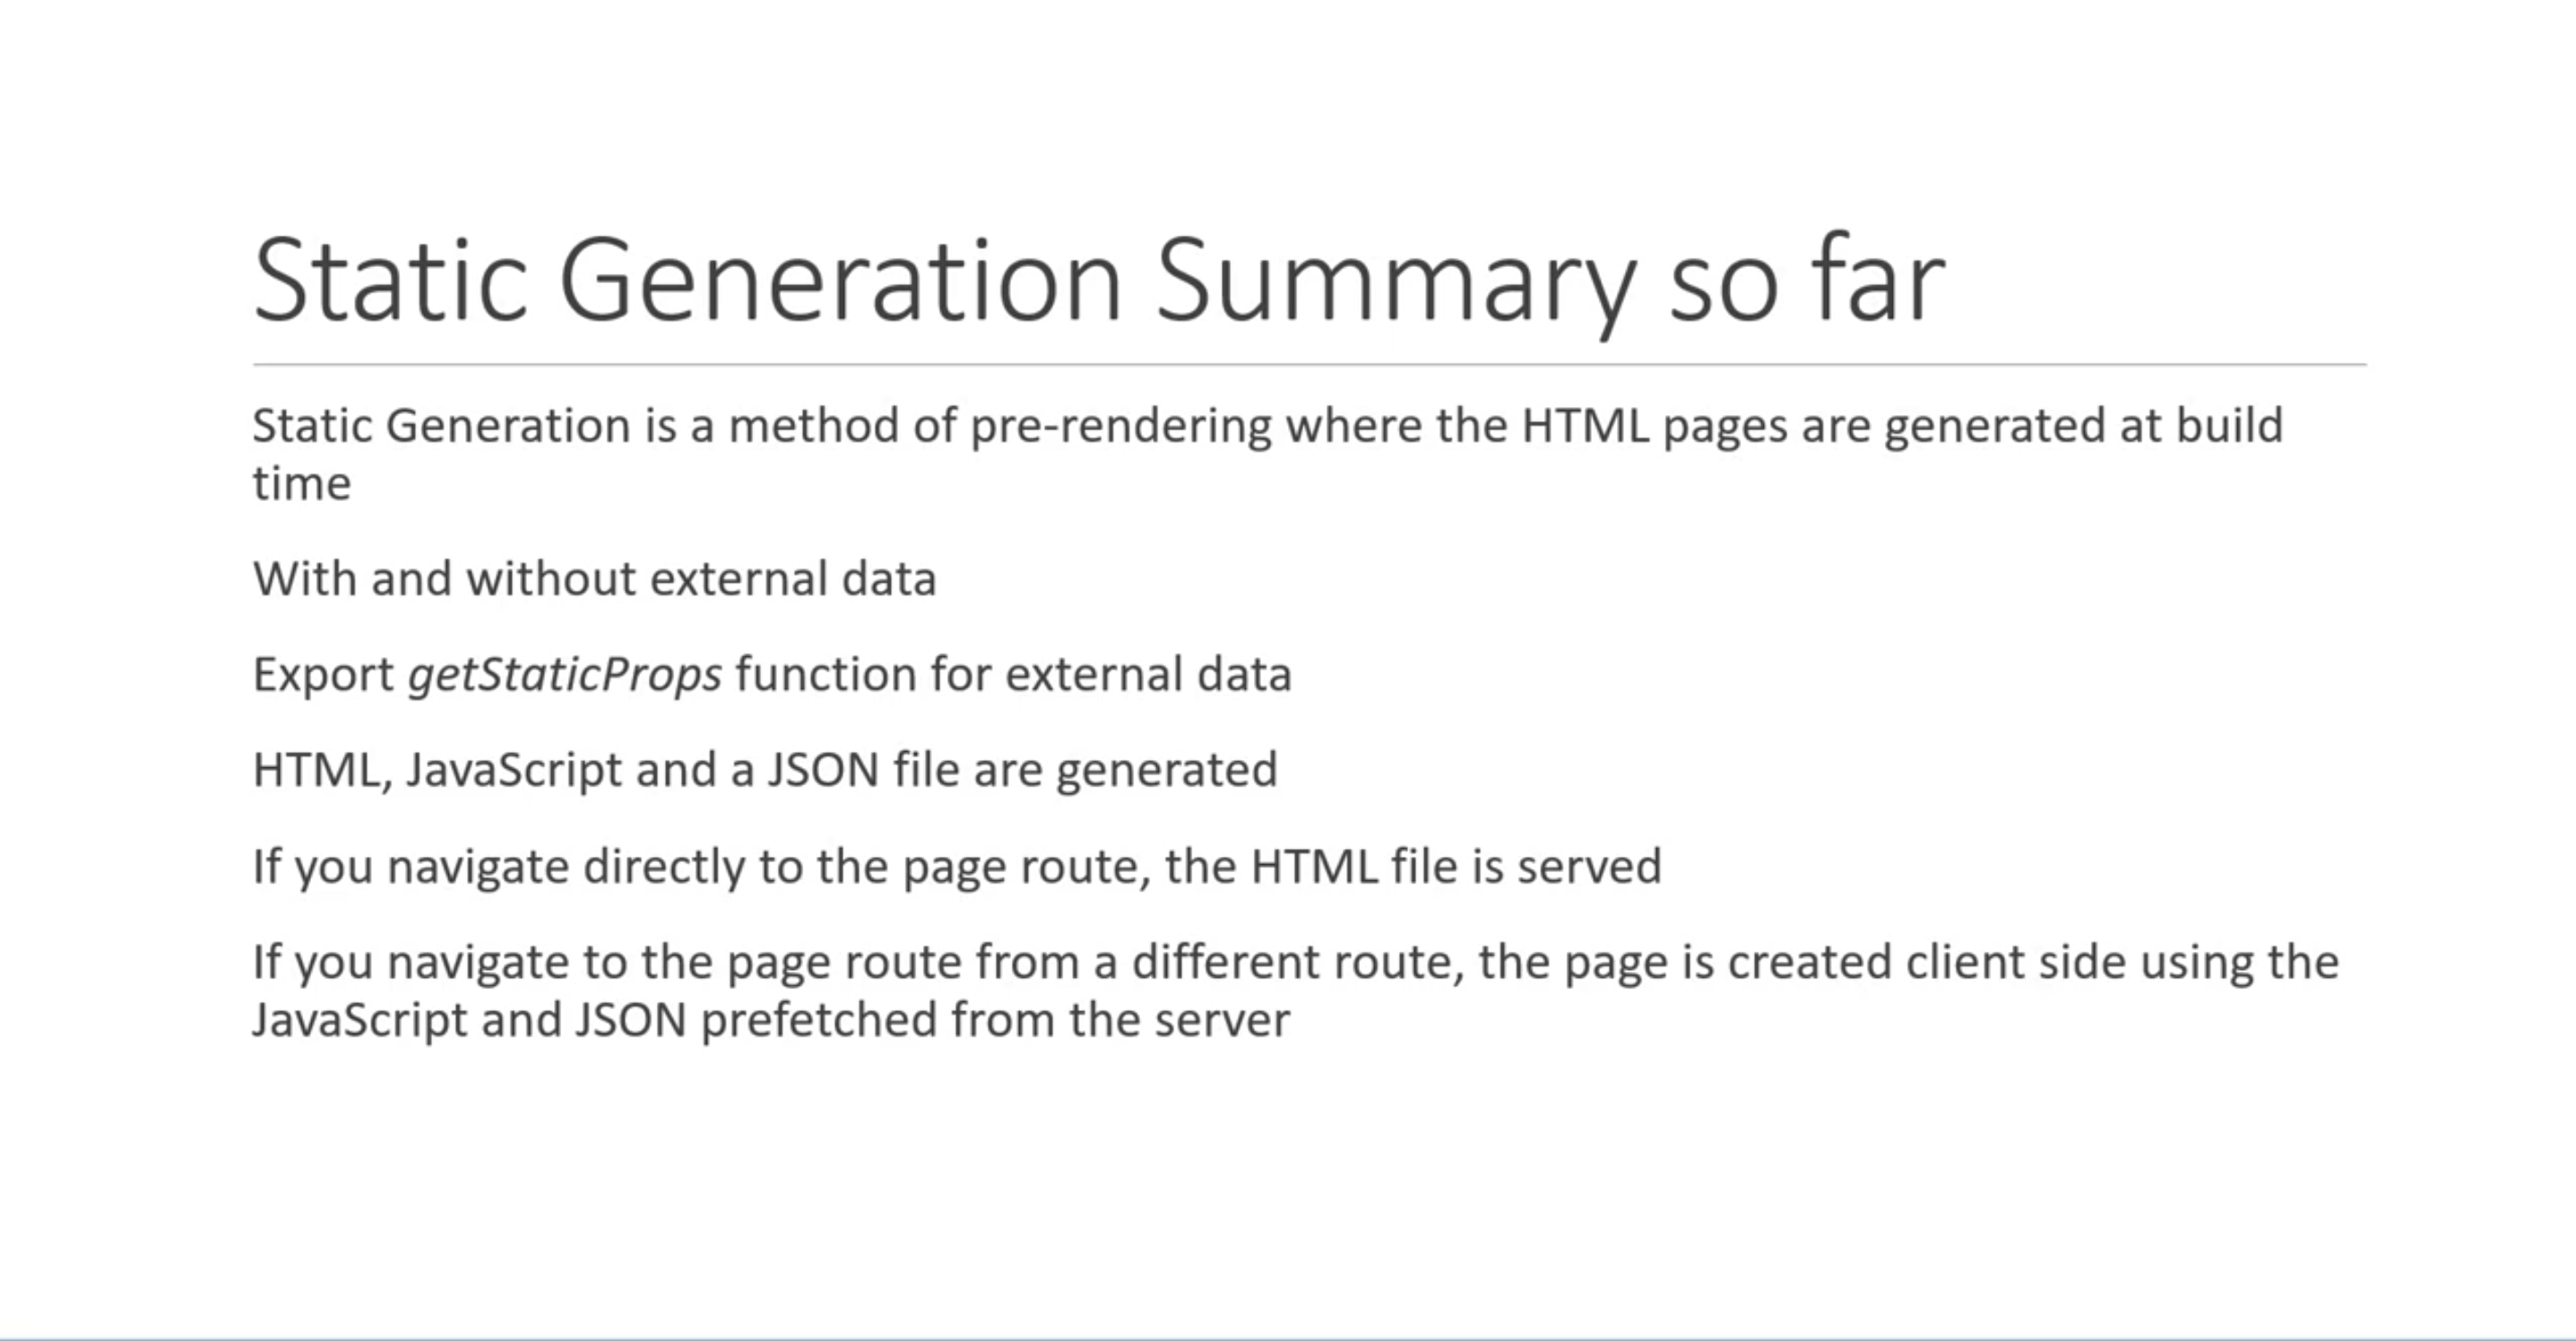 Static Generation Summary so far
Static Generation is a method of pre-rendering where the HTML pages are generated at build
time
With and without external data
Export getStaticProps function for external data
HTML, JavaScript and a JSON file are generated
If you navigate directly to the page route, the HTML file is served
If you navigate to the page route from a different route, the page is created client side using the
JavaScript and JSON prefetched from the server